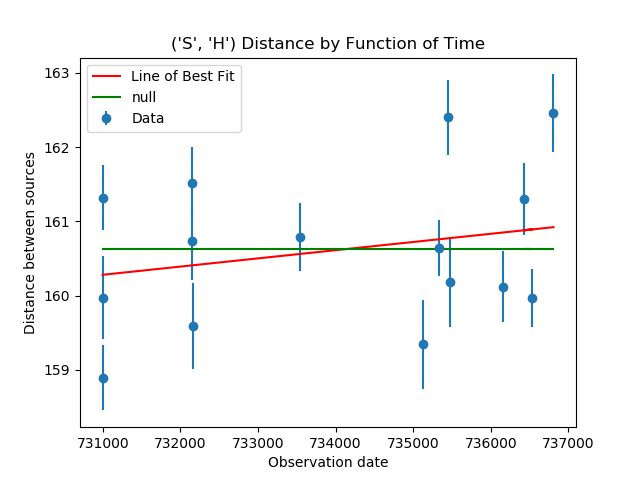 ('S', 'H') Distance by Function of Time
Line of Best Fit
null
Data
163
162
161
160
159
Distance between sources
731000 732000 733000 734000 735000 736000 737000
Observation date